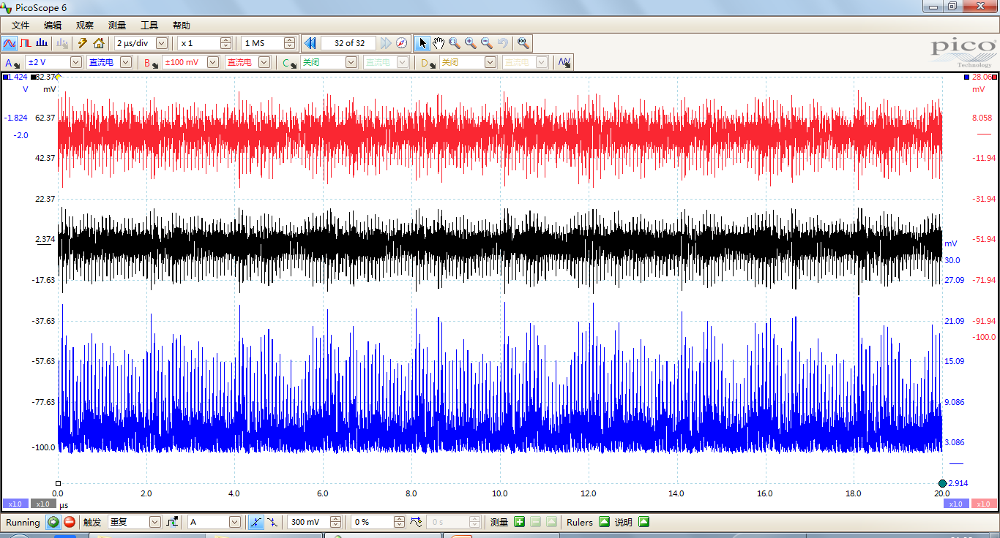 PicoScope 6
文件 编辑 观察 测量 工具 帮助
2 µs/div x 1 1 MS 32 of 32
pico
Technology
A ±2 V 直流电 B ±100 mV 直流电 C 关闭 直流电 D 关闭 直流电
1.424 82.37 28.06
V mV mV
-1.824 62.37 8.058
-2.0
42.37 -11.94
22.37 -31.94
2.374 -51.94
mV
30.0
-17.63 27.09 -71.94
-37.63 21.09 -91.94
-100.0
-57.63 15.09
-77.63 9.086
-100.0 3.086
2.914
0.0 2.0 4.0 6.0 8.0 10.0 12.0 14.0 16.0 18.0 20.0
x1.0 x1.0 µs x1.0 x1.0
Running 触发 重复 A 300 mV 0 % 0 s 测量 Rulers 说明